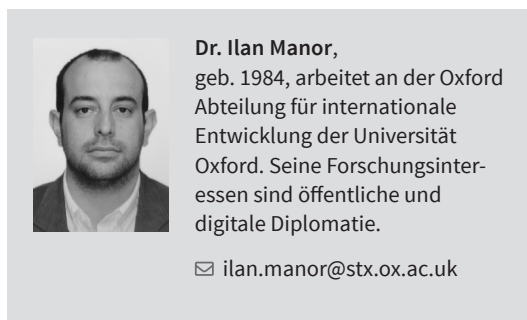 Dr. Ilan Manor,
geb. 1984, arbeitet an der Oxford
Abteilung für internationale
Entwicklung der Universität
Oxford. Seine Forschungsinter-
essen sind öffentliche und
digitale Diplomatie.
ilan.manor@stx.ox.ac.uk